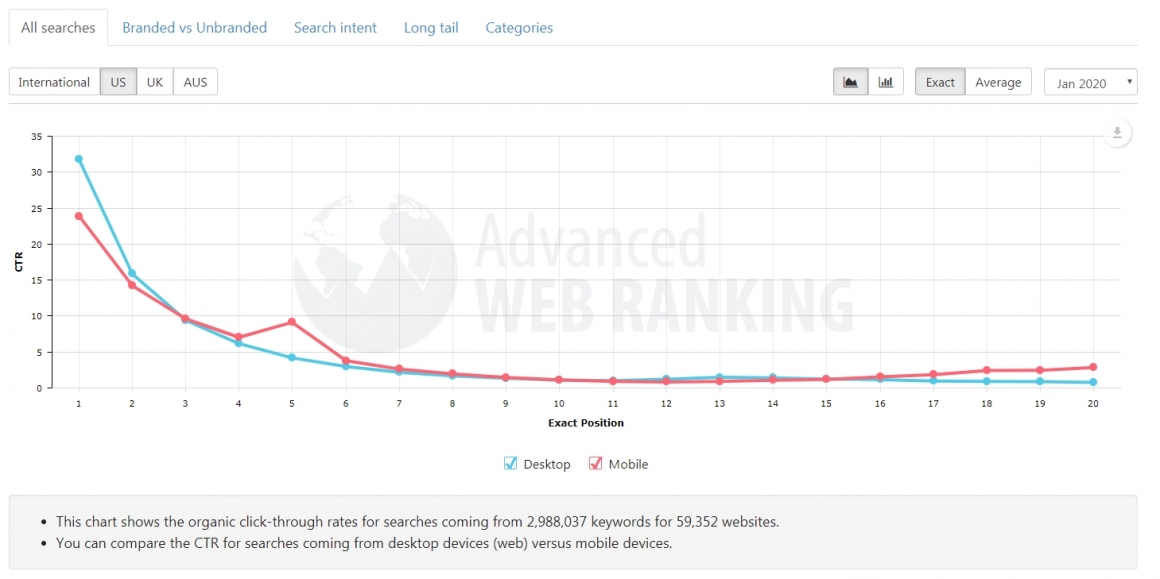 All searches Branded vs Unbranded Search intent Long tail Categories
International US UK AUS Exact Average Jan 2020
35
30
25
20
15
10
5
0
CTR
Advanced
WEB RANKING
1 2 3 4 5 6 7 8 9 10 11 12 13 14 15 16 17 18 19 20
Exact Position
Desktop Mobile
This chart shows the organic click-through rates for searches coming from 2,988,037 keywords for 59,352 websites.
You can compare the CTR for searches coming from desktop devices (web) versus mobile devices.